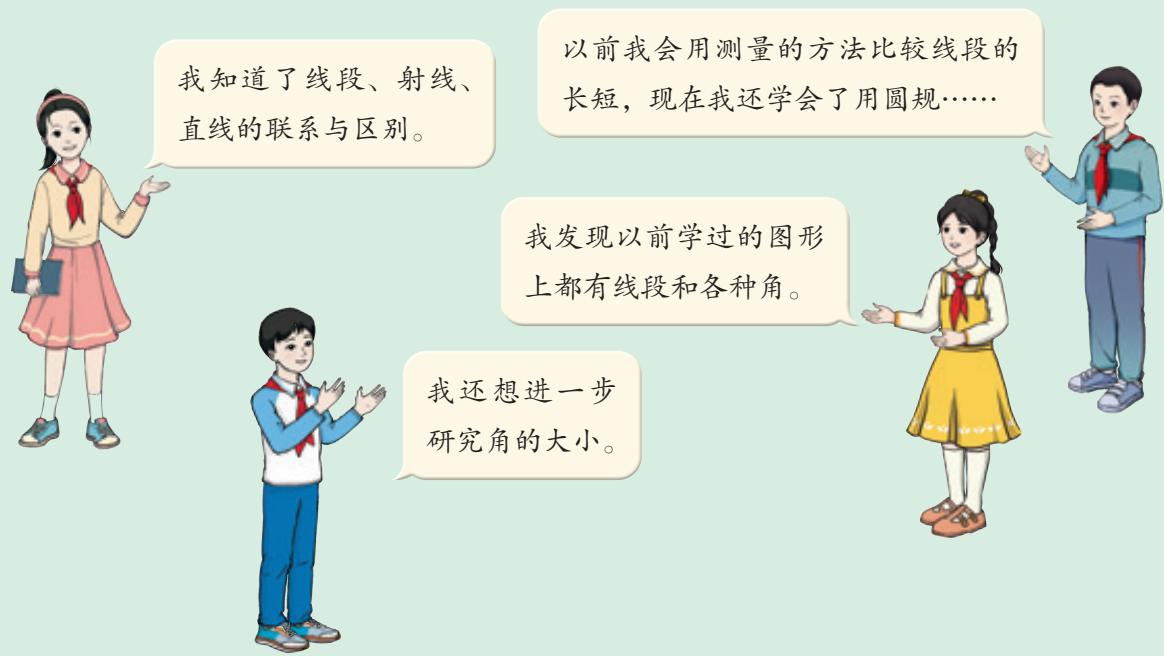 我知道了线段、射线、
直线的联系与区别。
以前我会用测量的方法比较线段的
长短，现在我还学会了用圆规……
我发现以前学过的图形
上都有线段和各种角。
我还想进一步
研究角的大小。